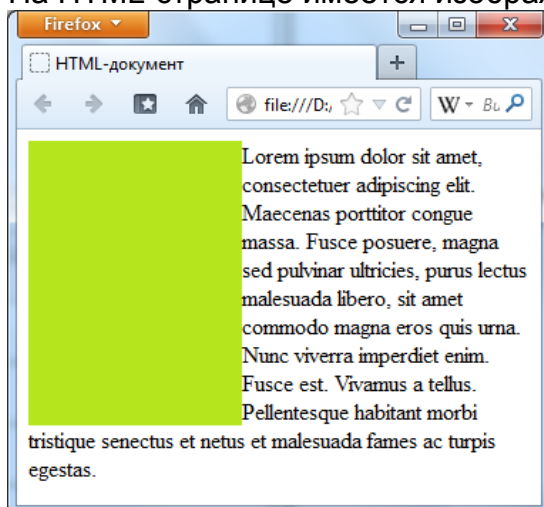 На HTML-странице имеется изобра
Firefox
HTML-документ
file:///D:/
W Ви
Lorem ipsum dolor sit amet,
consectetuer adipiscing elit.
Maecenas porttitor congue
massa. Fusce posuere, magna
sed pulvinar ultricies, purus lectus
malesuada libero, sit amet
commodo magna eros quis urna.
Nunc viverra imperdiet enim.
Fusce est. Vivamus a tellus.
Pellentesque habitant morbi
tristique senectus et netus et malesuada fames ac turpis
egestas.